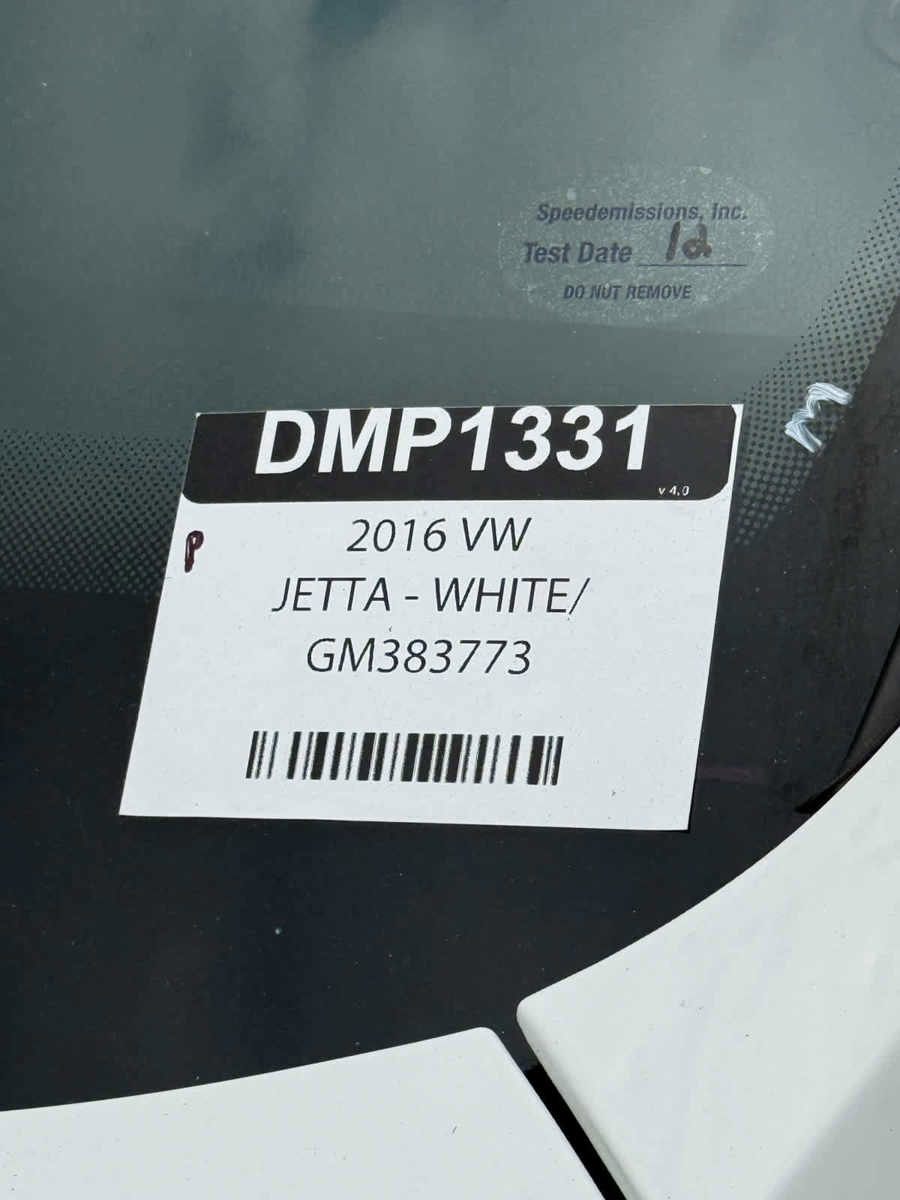 Speedemissions, Inc.
Test Date 12
DO NOT REMOVE
M
DMP1331
v 4.0
P
2016 VW
JETTA - WHITE/
GM383773